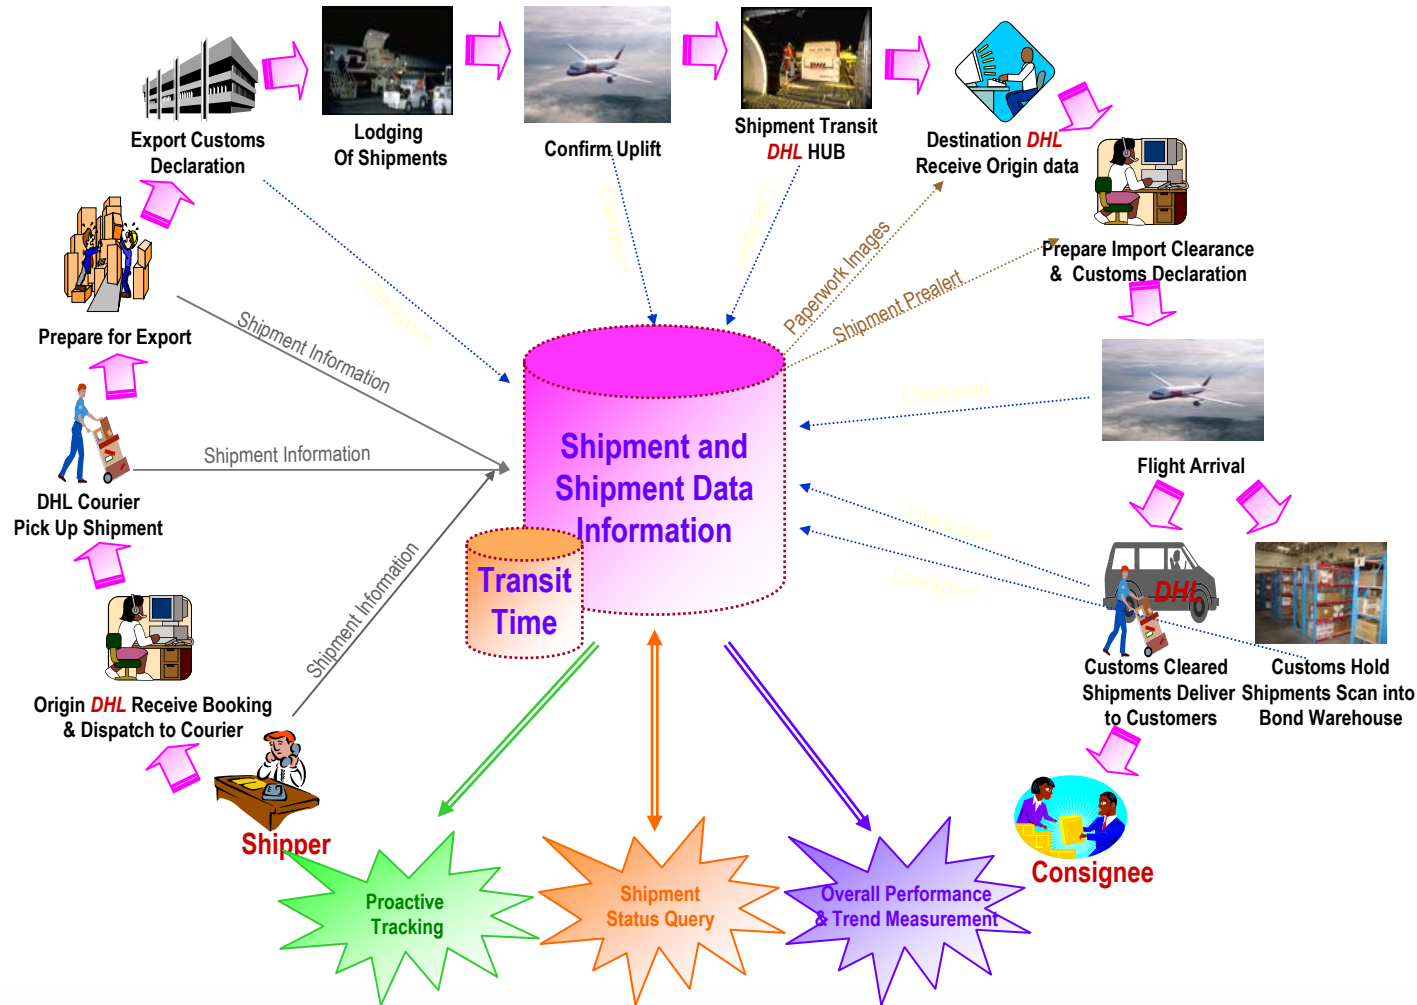 Export Customs
Declaration
Lodging
Of Shipments
Confirm Uplift
DHL
Shipment Transit
DHL HUB
Destination DHL
Receive Origin data
Prepare Import Clearance
& Customs Declaration
Flight Arrival
DHL
Customs Cleared
Shipments Deliver
to Customers
Customs Hold
Shipments Scan into
Bond Warehouse
Consignee
Prepare for Export
DHL Courier
Pick Up Shipment
Origin DHL Receive Booking
& Dispatch to Courier
Shipper
Shipment Information
Shipment Information
Shipment Information
Checkpoint
Checkpoint
Checkpoint
Paperwork Images
Shipment Prealert
Checkpoint
Checkpoint
Checkpoint
Shipment and
Shipment Data
Information
Transit
Time
Proactive
Tracking
Shipment
Status Query
Overall Performance
& Trend Measurement